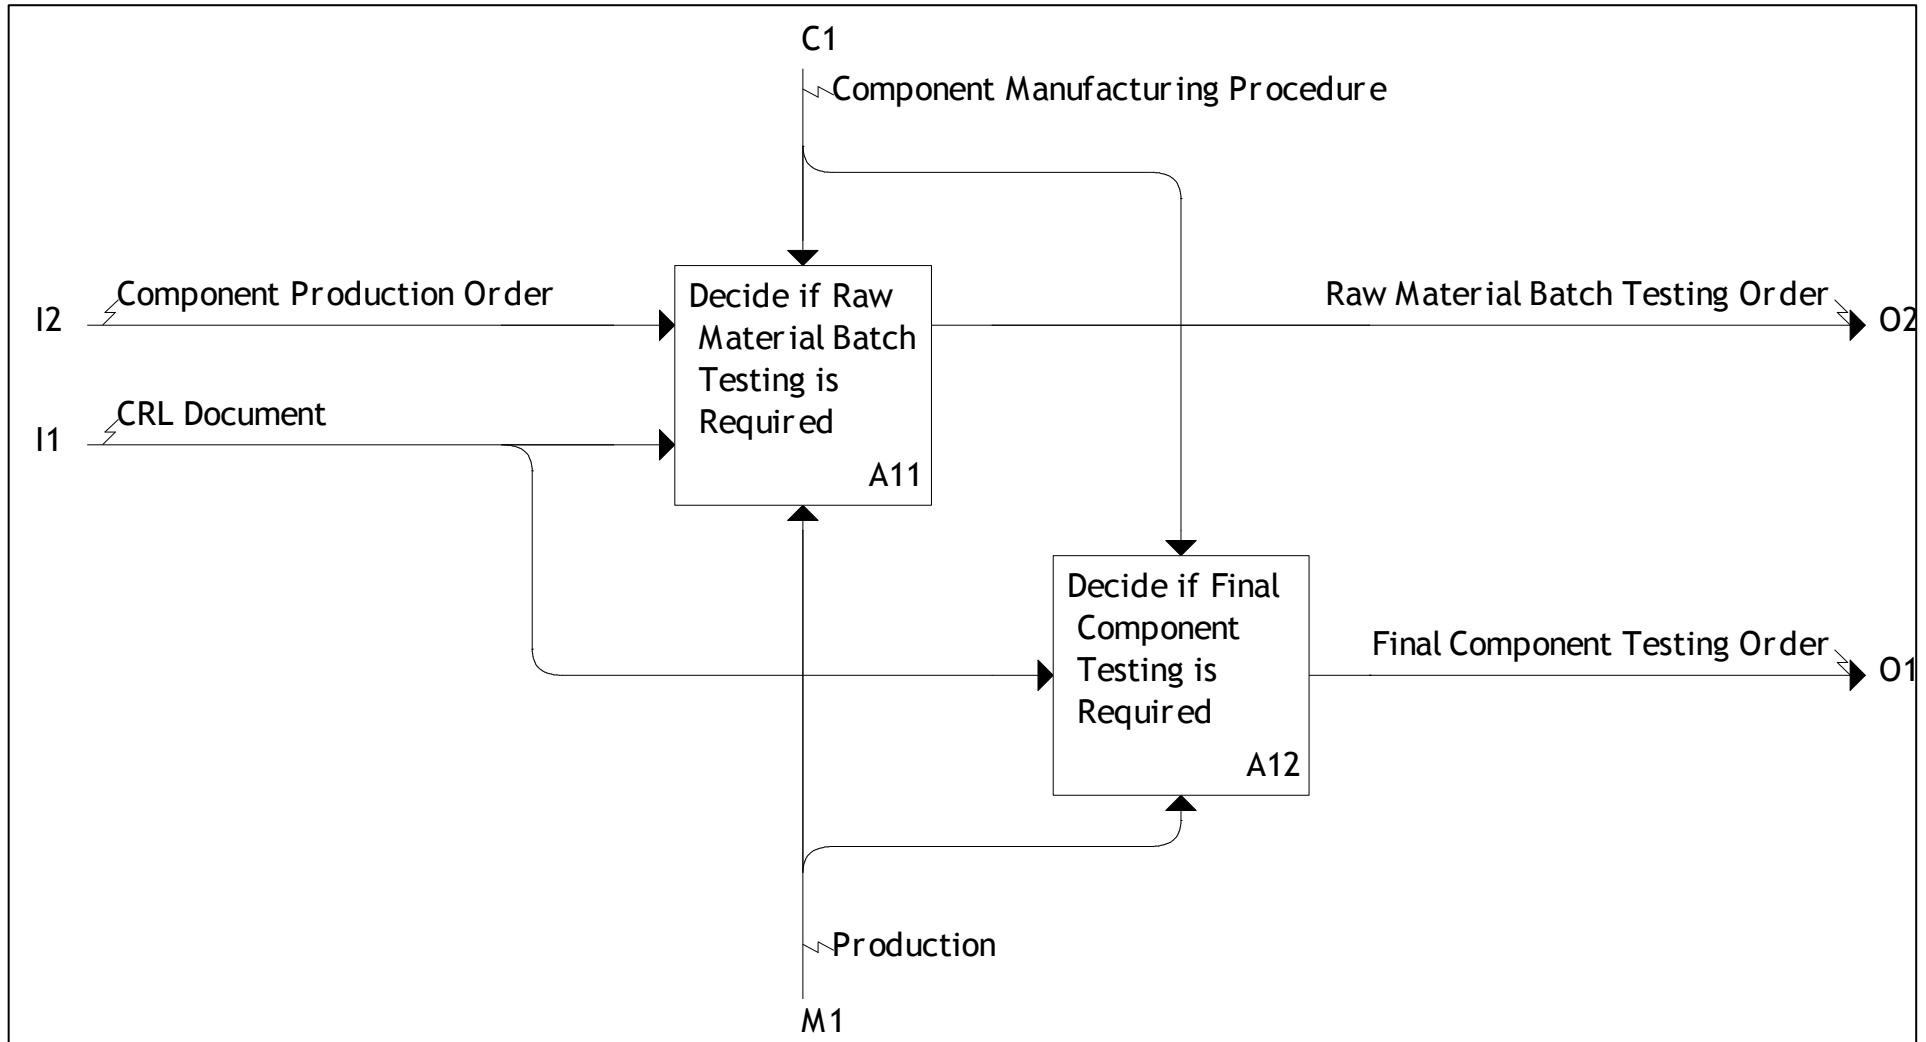 C1
Component Manufacturing Procedure
Component Production Order
I2
CRL Document
I1
Decide if Raw
Material Batch
Testing is
Required
A11
Raw Material Batch Testing Order
O2
Decide if Final
Component
Testing is
Required
A12
Final Component Testing Order
O1
Production
M1